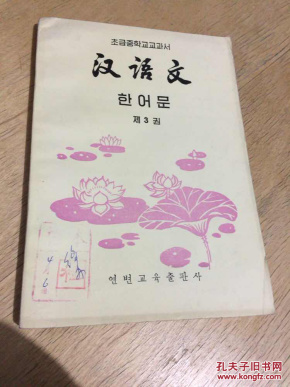 초급중학교교과서
汉语文
한어문
제3권
연변교육출판사
孔夫子旧书网